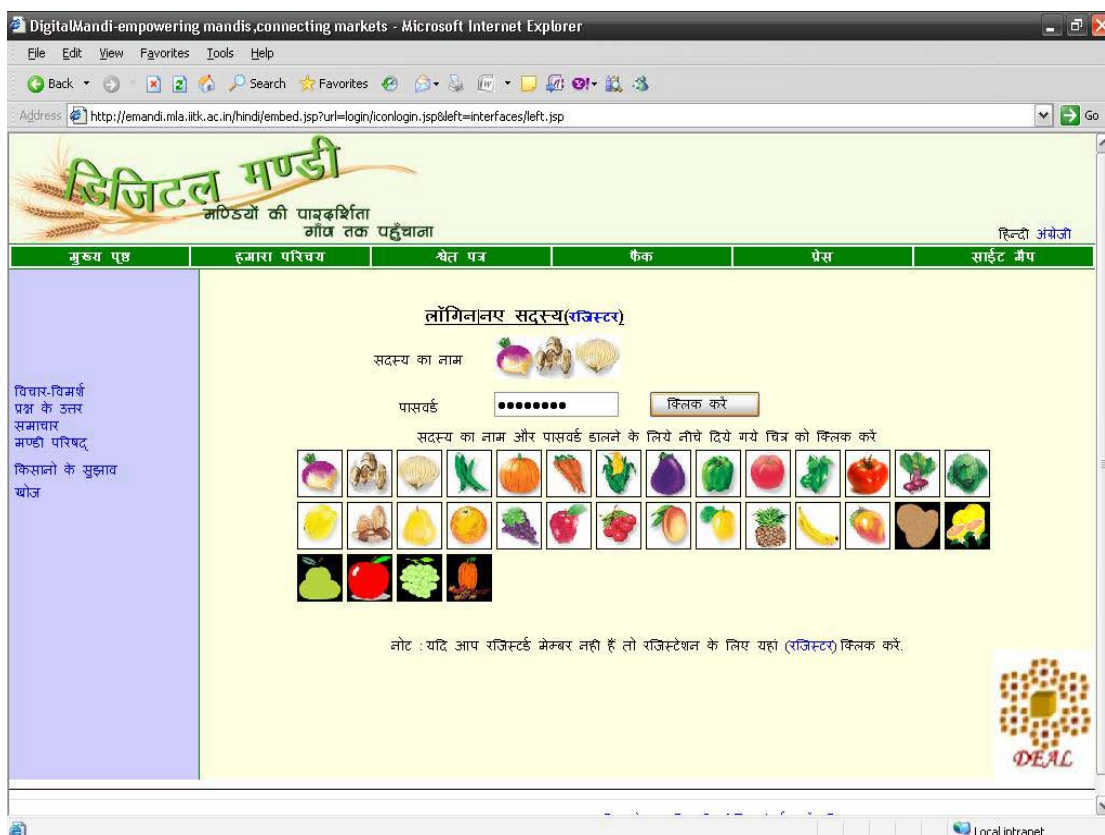 DigitalMandi-empowering mandis,connecting markets - Microsoft Internet Explorer
File Edit View Favorites Tools Help
Back Search Favorites
Address http://emandi.mla.iitk.ac.in/hindi/embed.jsp?url=login/iconlogin.jsp&left=interfaces/left.jsp Go
डिजिटल मण्डी
मण्डियों की पारदर्शिता
गाँव तक पहुँचाना
हिन्दी अंग्रेजी
मुख्य पृष्ठ हमारा परिचय श्वेत पत्र फैक प्रेस साईट मैप
लॉगिन|नए सदस्य(रजिस्टर)
सदस्य का नाम
पासवर्ड क्लिक करें
सदस्य का नाम और पासवर्ड डालने के लिये नीचे दिये गये चित्र को क्लिक करें
विचार-विमर्श
प्रश्न के उत्तर
समाचार
मण्डी परिषद्
किसानो के सुझाव
खोज
नोट : यदि आप रजिस्टर्ड मेम्बर नही हैं तो रजिस्टेशन के लिए यहां (रजिस्टर) क्लिक करें.
DEAL
Local intranet